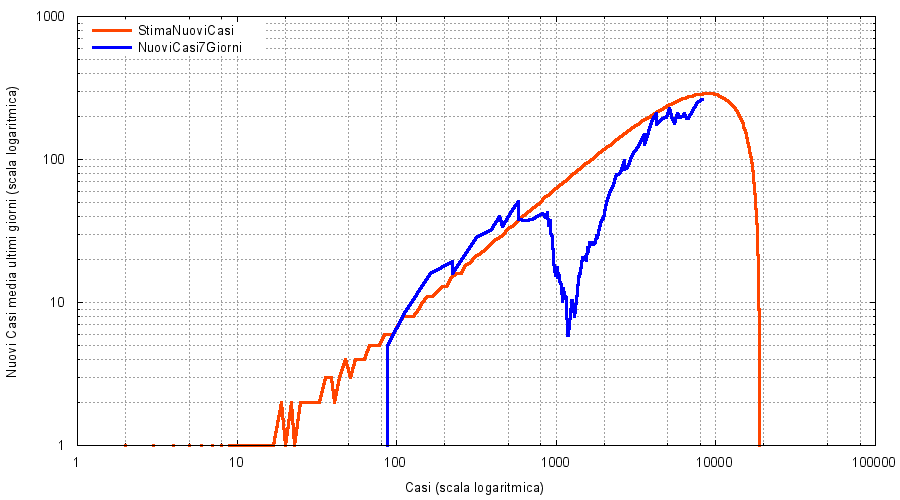 1000
StimaNuoviCasi
NuoviCasi7Giorni
100
10
1
Nuovi Casi media ultimi giorni (scala logaritmica)
1 10 100 1000 10000 100000
Casi (scala logaritmica)